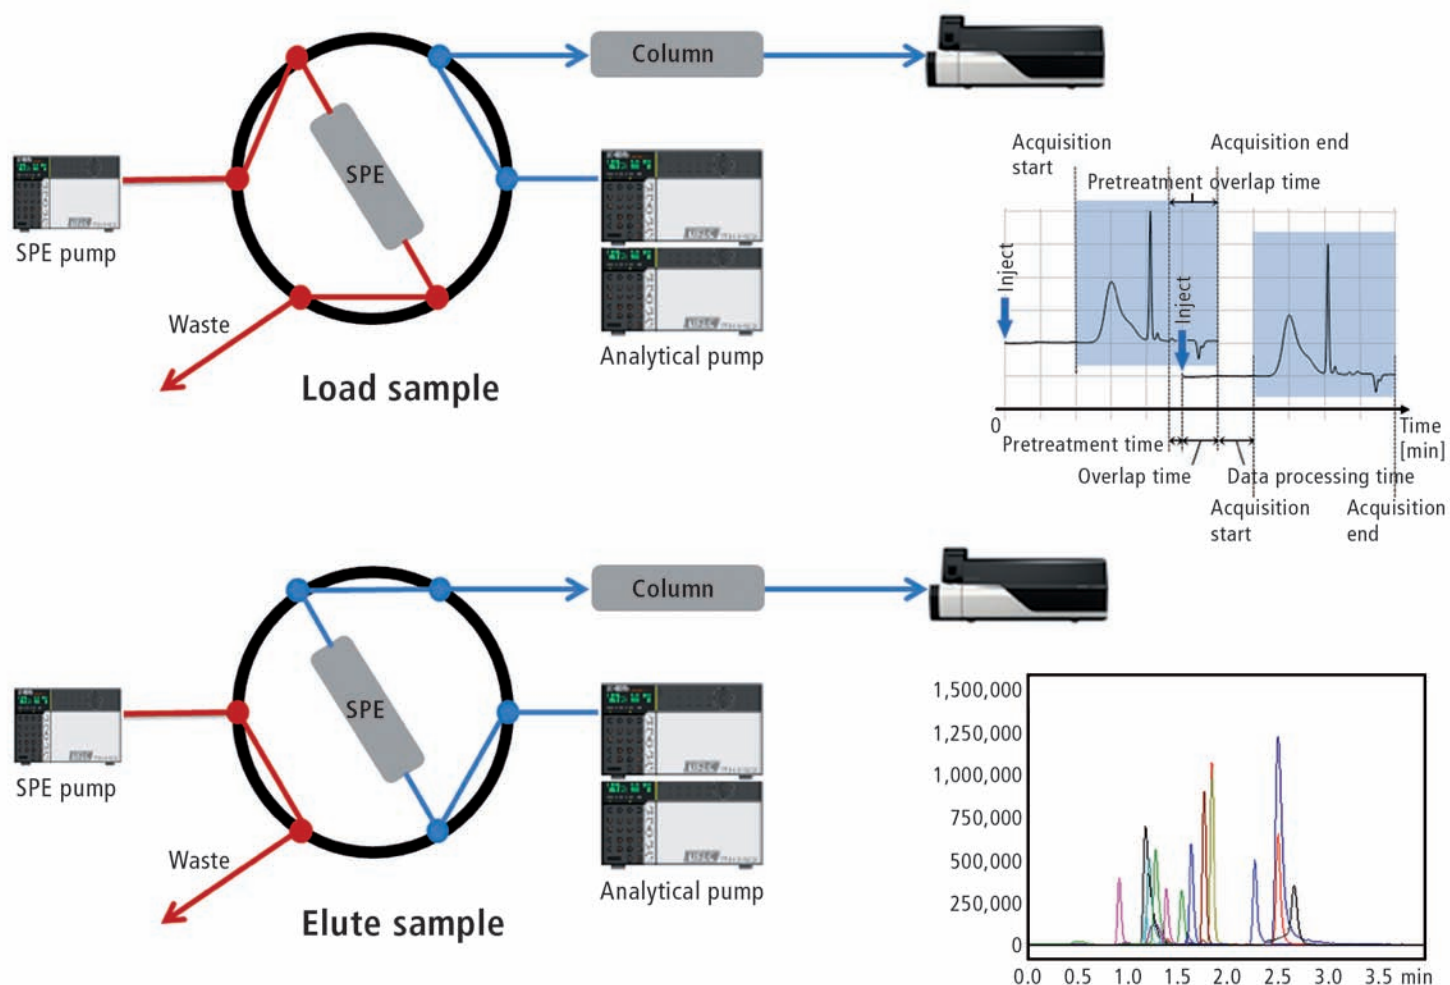 Column
SPE
SPE pump
Waste
Analytical pump
Load sample
Acquisition
start
Acquisition end
Pretreatment overlap time
Inject
Inject
0
Time
[min]
Pretreatment time
Overlap time
Data processing time
Acquisition
start
Acquisition
end
Column
SPE
SPE pump
Waste
Analytical pump
Elute sample
1,500,000
1,250,000
1,000,000
750,000
500,000
250,000
0
0.0 0.5 1.0 1.5 2.0 2.5 3.0 3.5 min